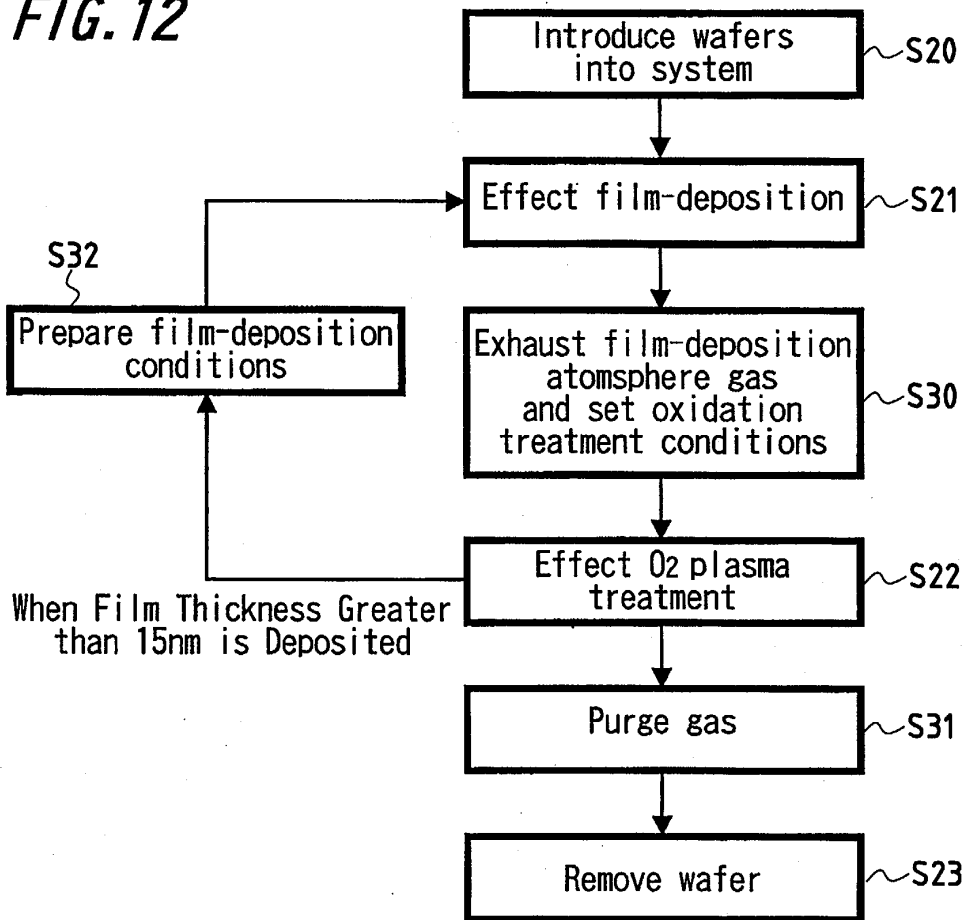 FIG. 12
Introduce wafers
into system
S20
Effect film-deposition
S21
S32
Prepare film-deposition
conditions
Exhaust film-deposition
atomsphere gas
and set oxidation
treatment conditions
S30
Effect O2 plasma
treatment
S22
When Film Thickness Greater
than 15nm is Deposited
Purge gas
S31
Remove wafer
S23